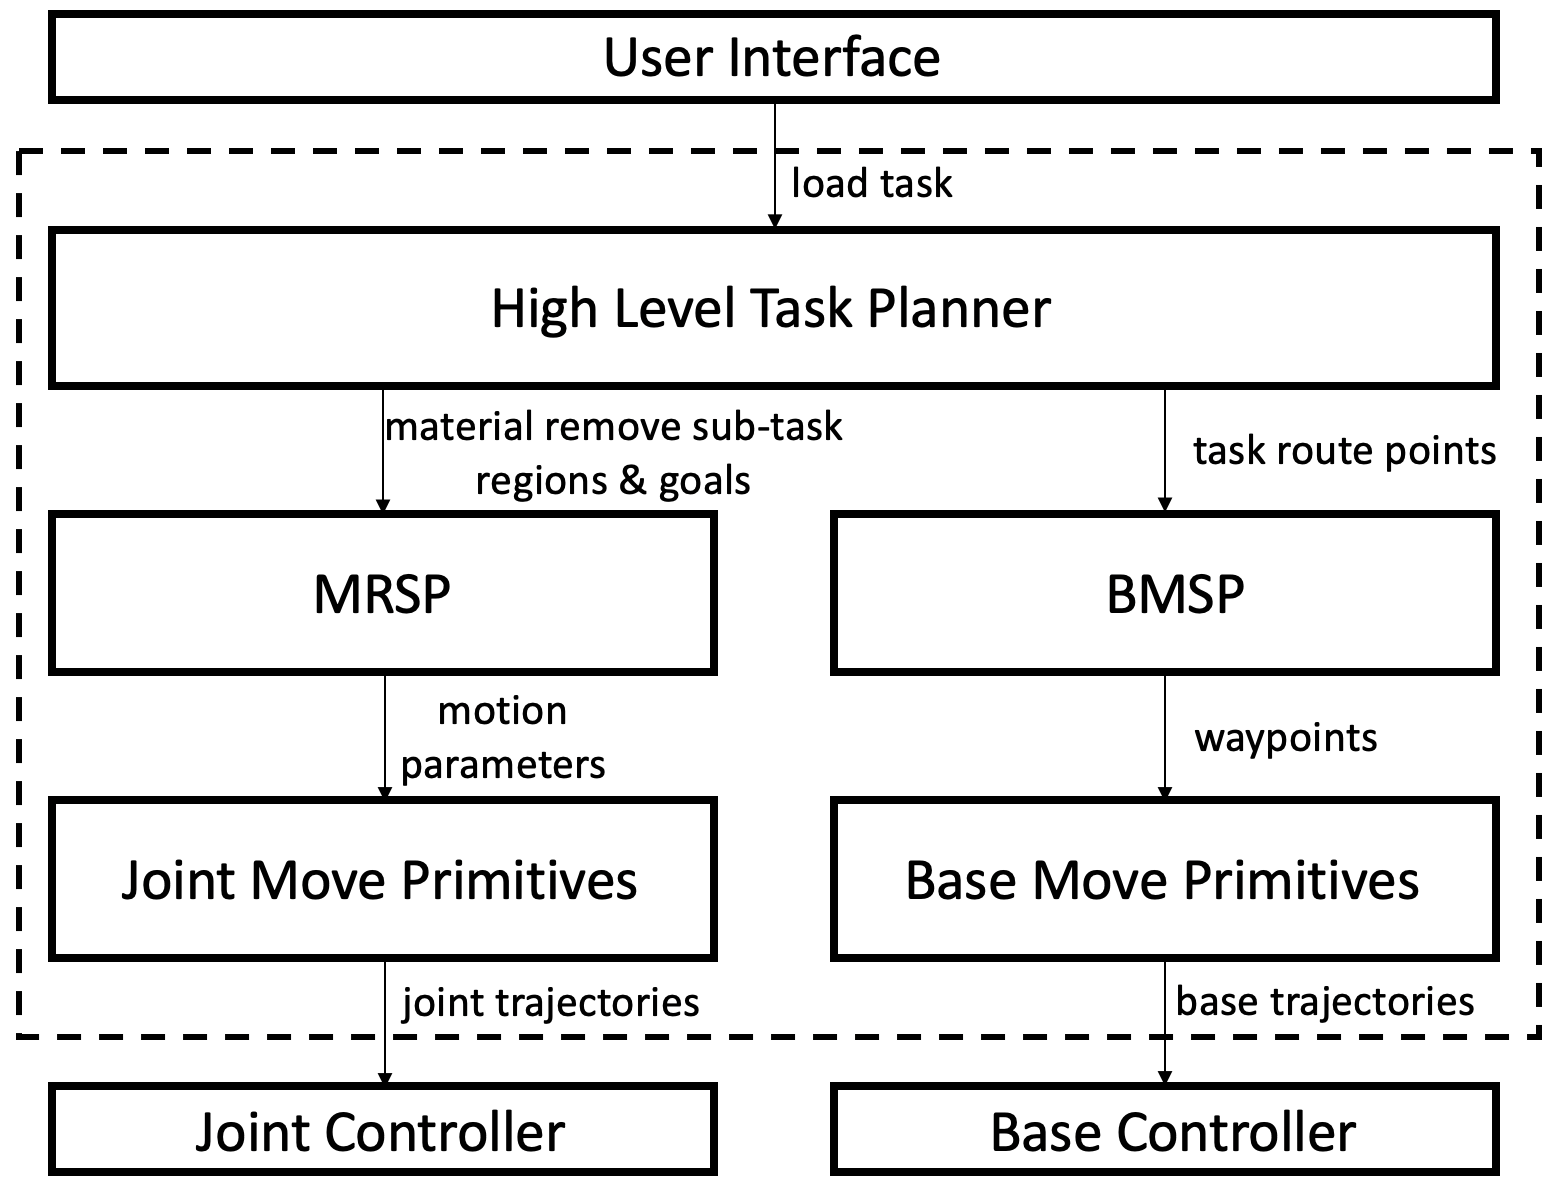 User Interface
load task
High Level Task Planner
material remove sub-task
regions & goals
task route points
MRSP
BMSP
motion
parameters
waypoints
Joint Move Primitives
Base Move Primitives
joint trajectories
base trajectories
Joint Controller
Base Controller